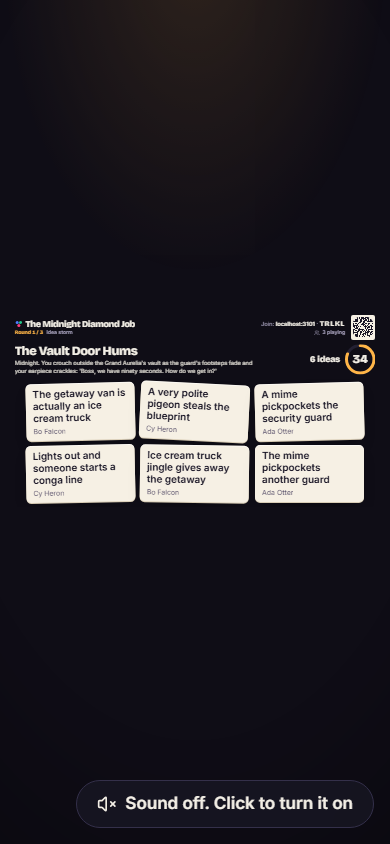 The Midnight Diamond Job
Round 1 / 3 Idea storm
Join: localhost:3101 · TRLKL
3 playing
The Vault Door Hums
Midnight. You crouch outside the Grand Aurelia's vault as the guard's footsteps fade and
your earpiece crackles: "Boss, we have ninety seconds. How do we get in?"
6 ideas
34
The getaway van is
actually an ice
cream truck
Bo Falcon
A very polite
pigeon steals the
blueprint
Cy Heron
A mime
pickpockets the
security guard
Ada Otter
Lights out and
someone starts a
conga line
Cy Heron
Ice cream truck
jingle gives away
the getaway
Bo Falcon
The mime
pickpockets
another guard
Ada Otter
Sound off. Click to turn it on